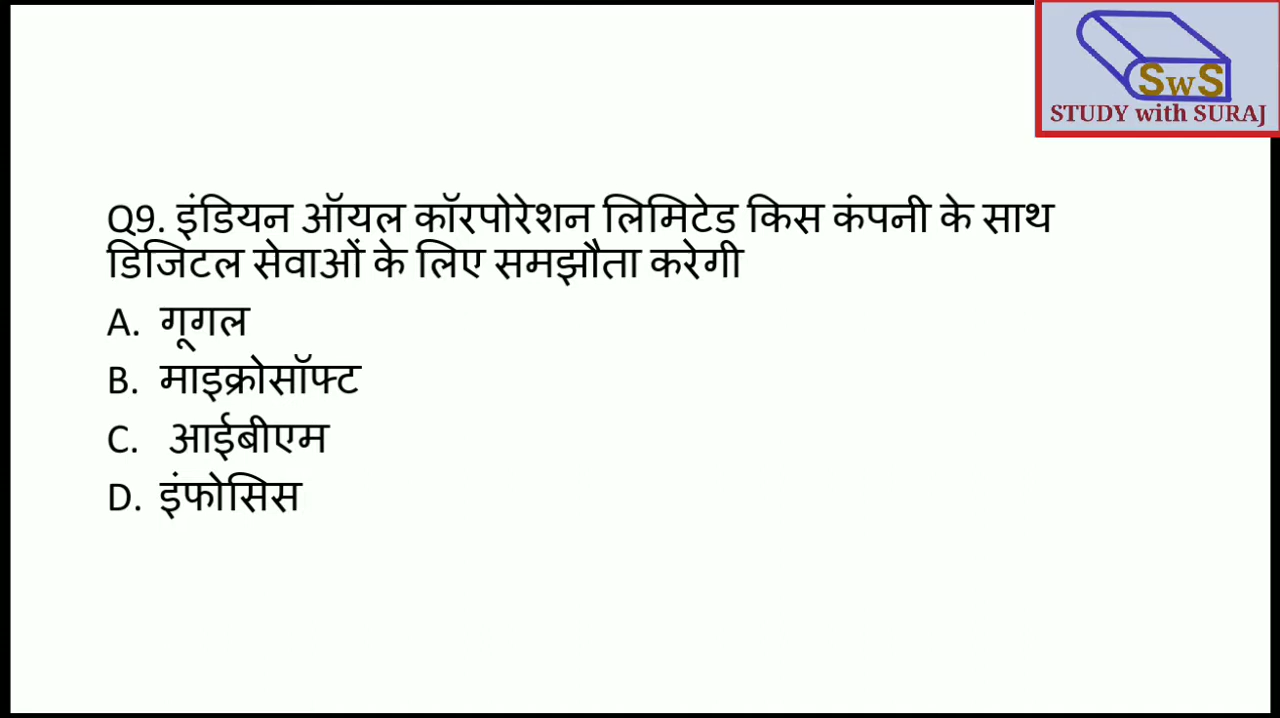 SwS
STUDY with SURAJ
Q9. इंडियन ऑयल कॉरपोरेशन लिमिटेड किस कंपनी के साथ
डिजिटल सेवाओं के लिए समझौता करेगी
A. गूगल
B. माइक्रोसॉफ्ट
C. आईबीएम
D. इंफोसिस